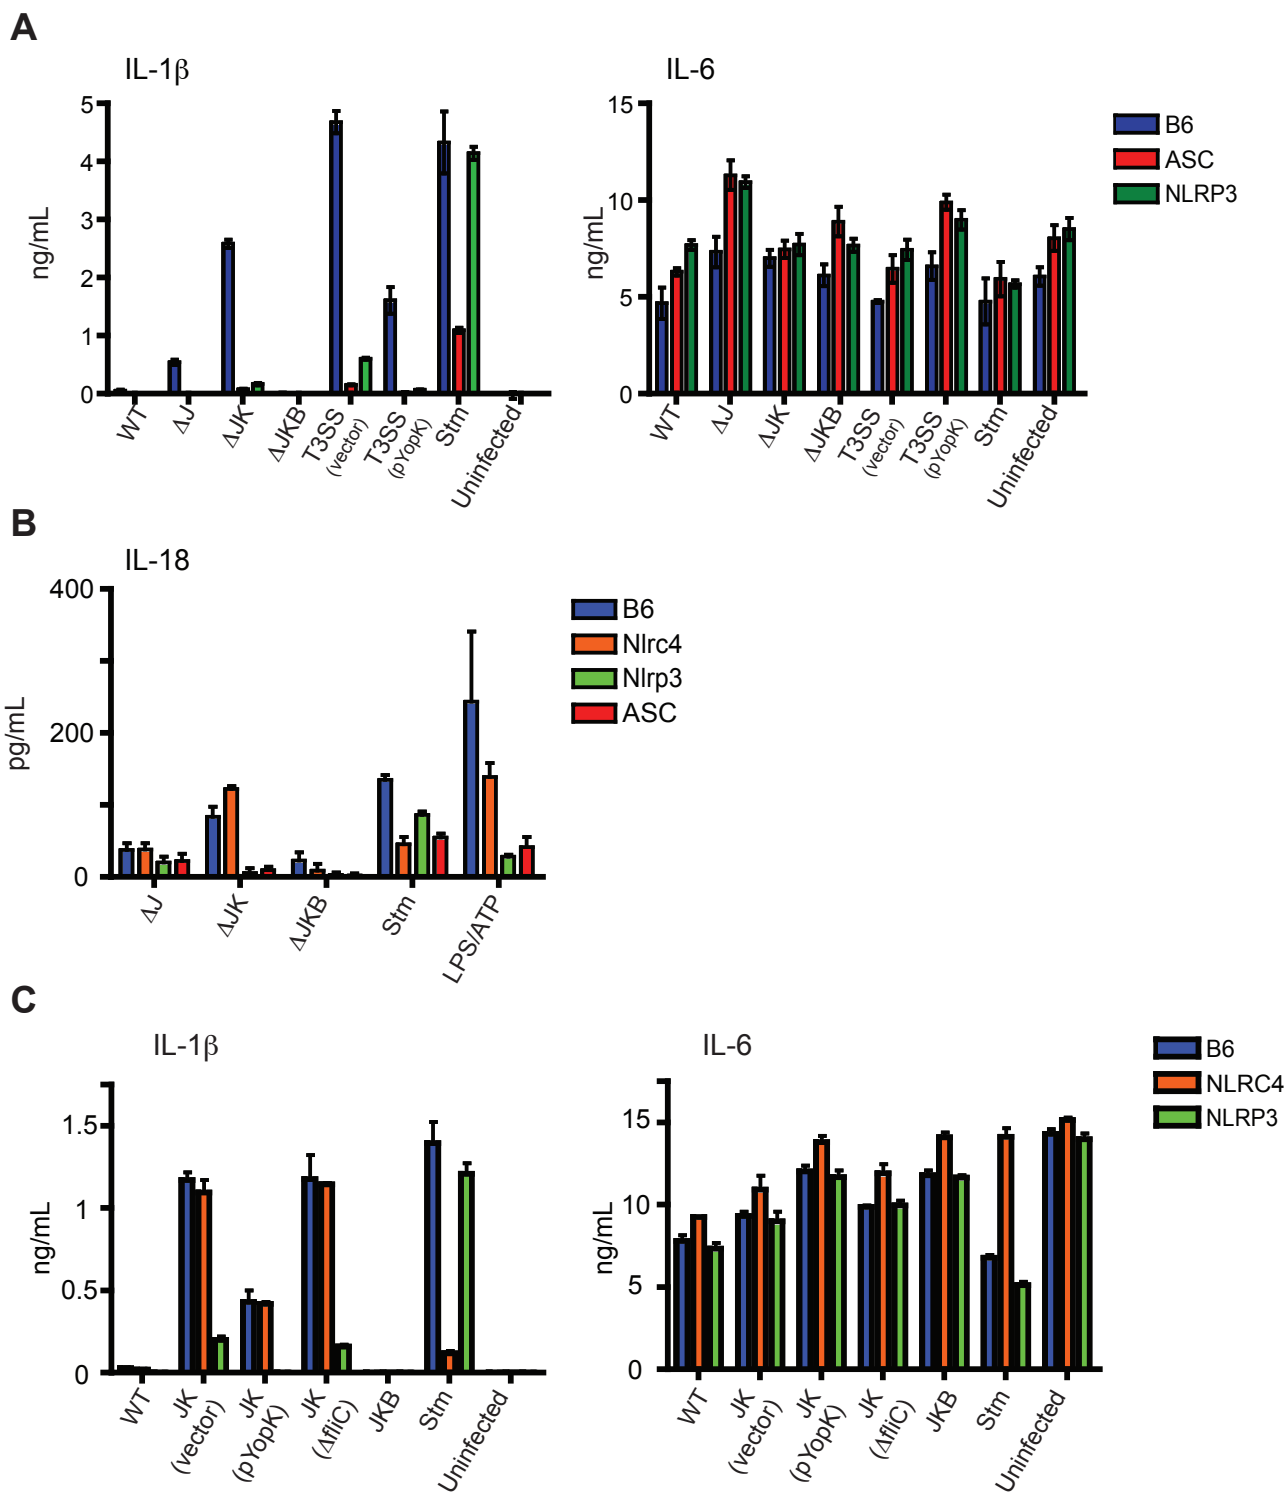 A
IL-1β
IL-6
ng/mL
5
4
3
2
1
0
WT
ΔJ
ΔJK
ΔJKB
T3SS
(vector)
T3SS
(pYopK)
Stm
Uninfected
ng/mL
15
10
5
0
WT
ΔJ
ΔJK
ΔJKB
T3SS
(vector)
T3SS
(pYopK)
Stm
Uninfected
B6
ASC
NLRP3
B
IL-18
pg/mL
400
200
0
ΔJ
ΔJK
ΔJKB
Stm
LPS/ATP
B6
Nlrc4
Nlrp3
ASC
C
IL-1β
IL-6
ng/mL
1.5
1
0.5
0
WT
JK
(vector)
JK
(pYopK)
JK
(ΔfliC)
JKB
Stm
Uninfected
ng/mL
15
10
5
0
WT
JK
(vector)
JK
(pYopK)
JK
(ΔfliC)
JKB
Stm
Uninfected
B6
NLRC4
NLRP3